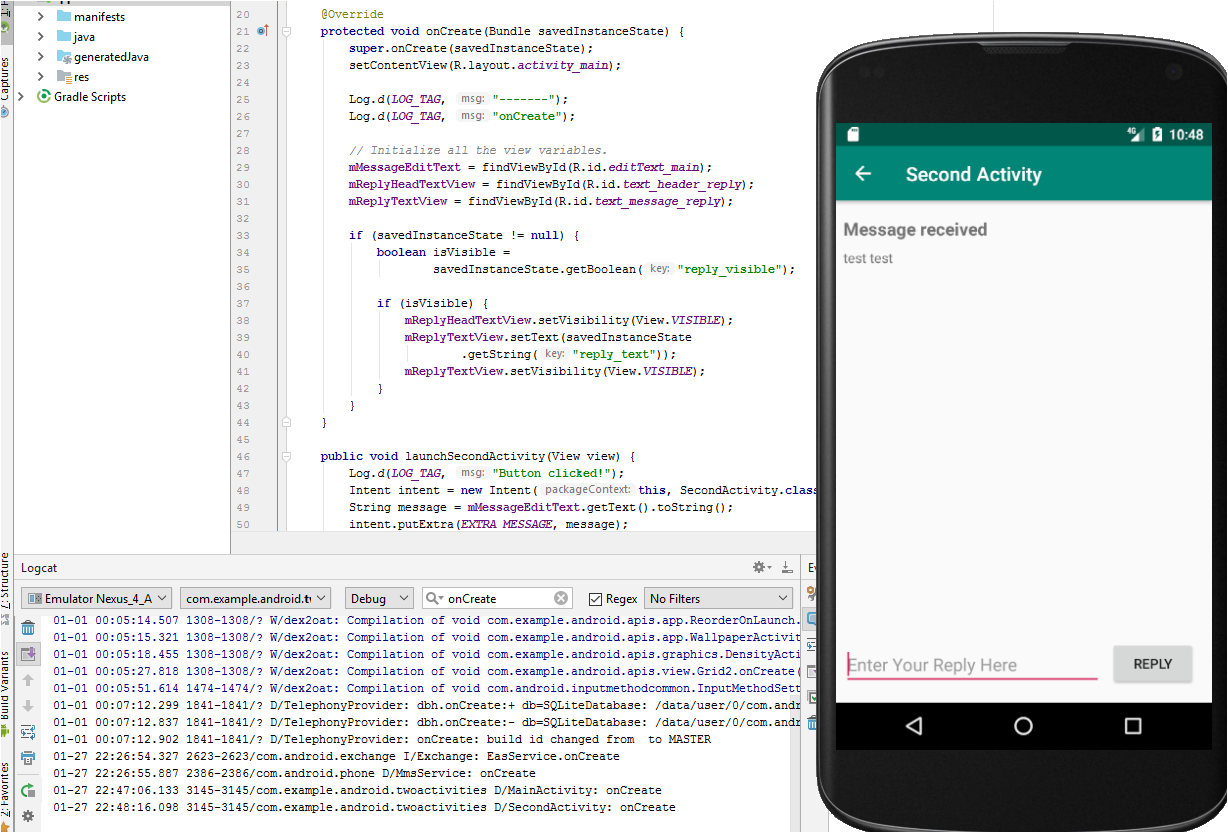 manifests
java
generatedJava
res
Gradle Scripts
Captures
Z: Structure
Build Variants
2: Favorites
20 @Override
21 protected void onCreate(Bundle savedInstanceState) {
22 super.onCreate(savedInstanceState);
23 setContentView(R.layout.activity_main);
24
25 Log.d(LOG_TAG, msg: "-------");
26 Log.d(LOG_TAG, msg: "onCreate");
27
28 // Initialize all the view variables.
29 mMessageEditText = findViewById(R.id.editText_main);
30 mReplyHeadTextView = findViewById(R.id.text_header_reply);
31 mReplyTextView = findViewById(R.id.text_message_reply);
32
33 if (savedInstanceState != null) {
34 boolean isVisible =
35 savedInstanceState.getBoolean( key: "reply_visible");
36
37 if (isVisible) {
38 mReplyHeadTextView.setVisibility(View.VISIBLE);
39 mReplyTextView.setText(savedInstanceState
40 .getString( key: "reply_text"));
41 mReplyTextView.setVisibility(View.VISIBLE);
42 }
43 }
44 }
45
46 public void launchSecondActivity(View view) {
47 Log.d(LOG_TAG, msg: "Button clicked!");
48 Intent intent = new Intent( packageContext: this, SecondActivity.class
49 String message = mMessageEditText.getText().toString();
50 intent.putExtra(EXTRA_MESSAGE, message);
Logcat
Emulator Nexus_4_A com.example.android.tv Debug onCreate Regex No Filters
01-01 00:05:14.507 1308-1308/? W/dex2oat: Compilation of void com.example.android.apis.app.ReorderOnLaunch.
01-01 00:05:15.321 1308-1308/? W/dex2oat: Compilation of void com.example.android.apis.app.WallpaperActivit
01-01 00:05:18.455 1308-1308/? W/dex2oat: Compilation of void com.example.android.apis.graphics.DensityActi
01-01 00:05:27.818 1308-1308/? W/dex2oat: Compilation of void com.example.android.apis.view.Grid2.onCreate(
01-01 00:05:51.614 1474-1474/? W/dex2oat: Compilation of void com.android.inputmethodcommon.InputMethodSett
01-01 00:07:12.299 1841-1841/? D/TelephonyProvider: dbh.onCreate:+ db=SQLiteDatabase: /data/user/0/com.andr
01-01 00:07:12.837 1841-1841/? D/TelephonyProvider: dbh.onCreate:- db=SQLiteDatabase: /data/user/0/com.andr
01-01 00:07:12.902 1841-1841/? D/TelephonyProvider: onCreate: build id changed from  to MASTER
01-27 22:26:54.327 2623-2623/com.android.exchange I/Exchange: EasService.onCreate
01-27 22:26:55.887 2386-2386/com.android.phone D/MmsService: onCreate
01-27 22:47:06.133 3145-3145/com.example.android.twoactivities D/MainActivity: onCreate
01-27 22:48:16.098 3145-3145/com.example.android.twoactivities D/SecondActivity: onCreate
4G 10:48
Second Activity
Message received
test test
Enter Your Reply Here
REPLY